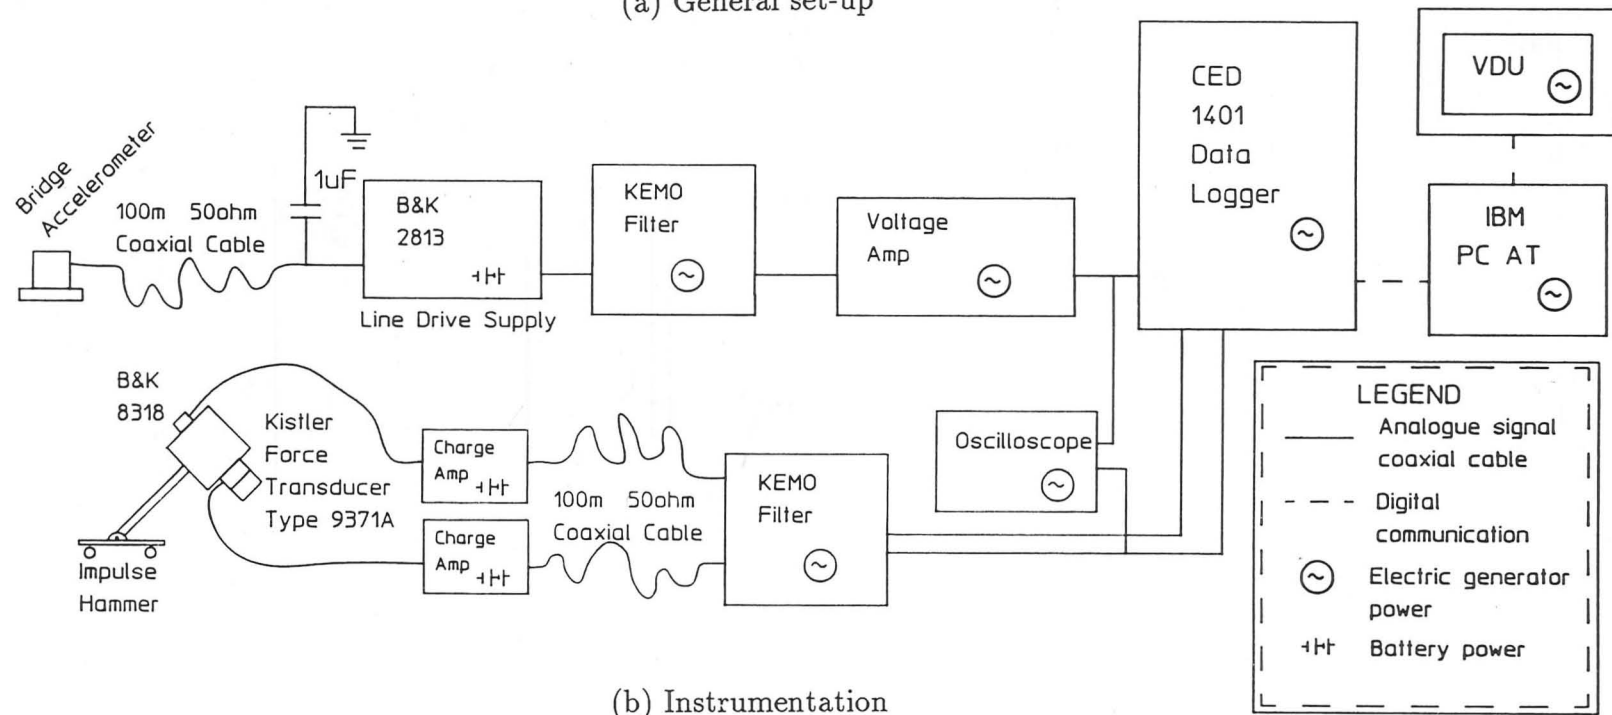 (a) General set-up
Bridge
Accelerometer
100m 50ohm
Coaxial Cable
1uF
B&K
2813
Line Drive Supply
KEMO
Filter
Voltage
Amp
CED
1401
Data
Logger
VDU
IBM
PC AT
B&K
8318
Kistler
Force
Transducer
Type 9371A
Impulse
Hammer
Charge
Amp
Charge
Amp
100m 50ohm
Coaxial Cable
KEMO
Filter
Oscilloscope
LEGEND
Analogue signal
coaxial cable
Digital
communication
Electric generator
power
Battery power
(b) Instrumentation